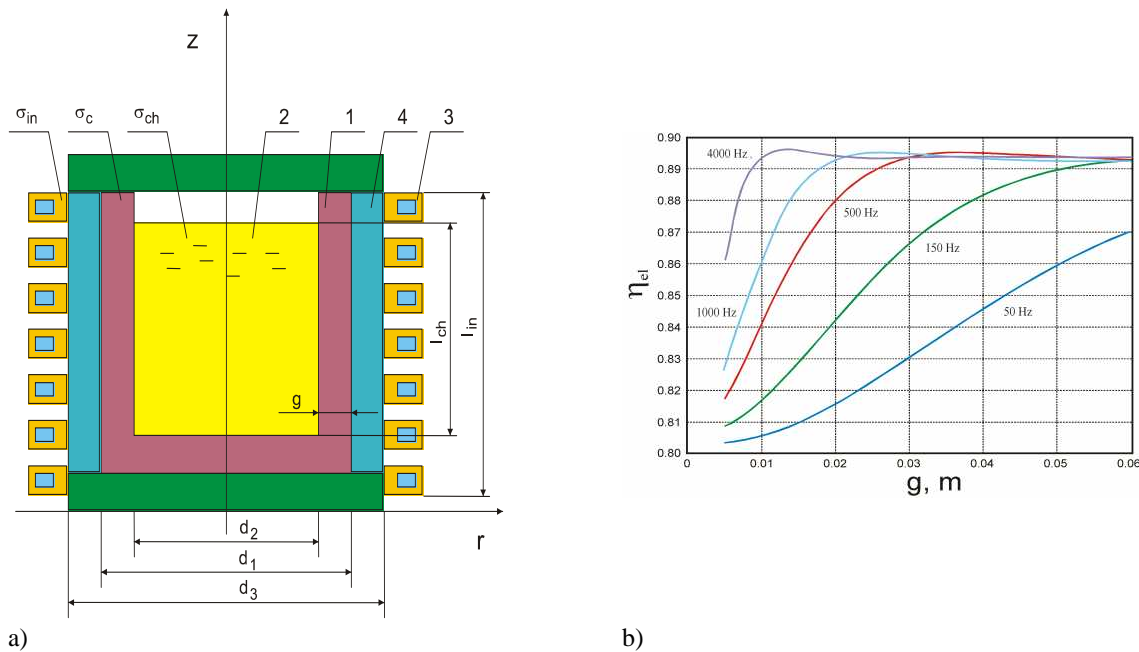 z
σin
σc
σch
2
1
4
3
g
lch
lin
r
d2
d1
d3
a)
0.90
0.89
0.88
0.87
0.86
0.85
0.84
0.83
0.82
0.81
0.80
ηel
4000 Hz
500 Hz
150 Hz
1000 Hz
50 Hz
0
0.01
0.02
0.03
0.04
0.05
0.06
g, m
b)